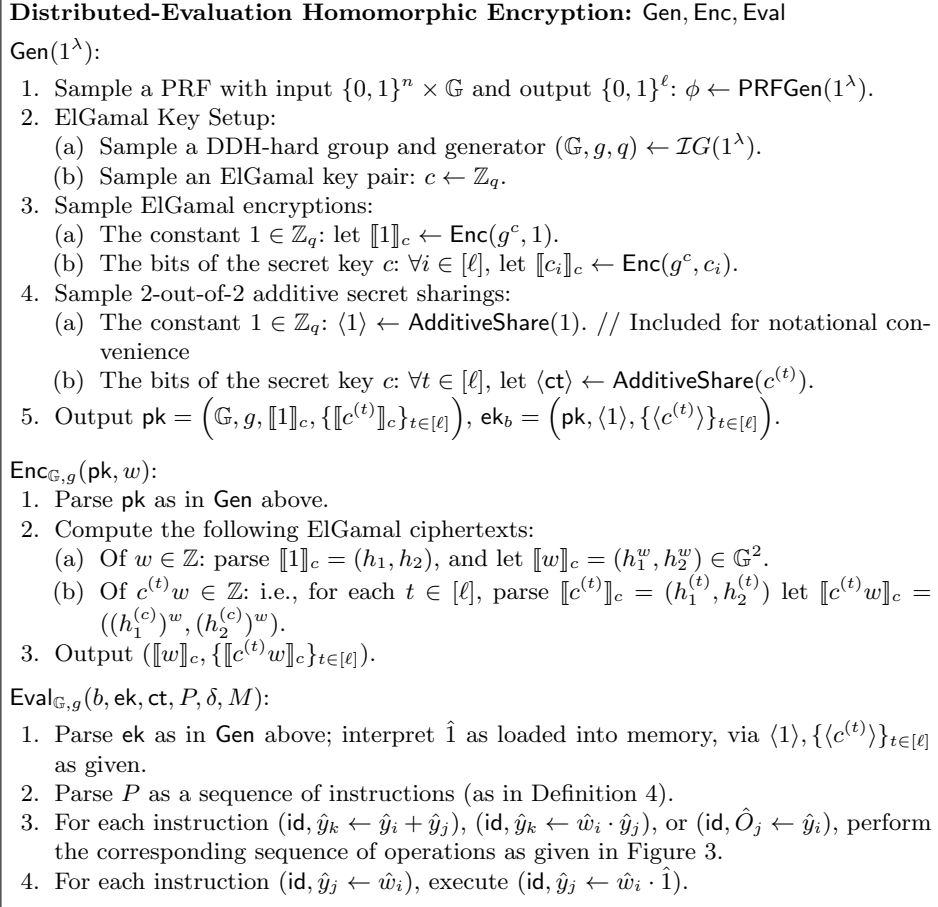 Distributed-Evaluation Homomorphic Encryption: Gen, Enc, Eval
Gen(1^λ):
1. Sample a PRF with input {0, 1}^n × 𝔾 and output {0, 1}^ℓ: ϕ ← PRFGen(1^λ).
2. ElGamal Key Setup:
(a) Sample a DDH-hard group and generator (𝔾, g, q) ← ℐG(1^λ).
(b) Sample an ElGamal key pair: c ← ℤ_q.
3. Sample ElGamal encryptions:
(a) The constant 1 ∈ ℤ_q: let ⟦1⟧_c ← Enc(g^c, 1).
(b) The bits of the secret key c: ∀i ∈ [ℓ], let ⟦c_i⟧_c ← Enc(g^c, c_i).
4. Sample 2-out-of-2 additive secret sharings:
(a) The constant 1 ∈ ℤ_q: ⟨1⟩ ← AdditiveShare(1). // Included for notational con-
venience
(b) The bits of the secret key c: ∀t ∈ [ℓ], let ⟨ct⟩ ← AdditiveShare(c^(t)).
5. Output pk = (𝔾, g, ⟦1⟧_c, {⟦c^(t)⟧_c}_{t∈[ℓ]}), ek_b = (pk, ⟨1⟩, {⟨c^(t)⟩}_{t∈[ℓ]}).
Enc_{𝔾,g}(pk, w):
1. Parse pk as in Gen above.
2. Compute the following ElGamal ciphertexts:
(a) Of w ∈ ℤ: parse ⟦1⟧_c = (h_1, h_2), and let ⟦w⟧_c = (h_1^w, h_2^w) ∈ 𝔾^2.
(b) Of c^(t)w ∈ ℤ: i.e., for each t ∈ [ℓ], parse ⟦c^(t)⟧_c = (h_1^(t), h_2^(t)) let ⟦c^(t)w⟧_c =
((h_1^(c))^w, (h_2^(c))^w).
3. Output (⟦w⟧_c, {⟦c^(t)w⟧_c}_{t∈[ℓ]}).
Eval_{𝔾,g}(b, ek, ct, P, δ, M):
1. Parse ek as in Gen above; interpret 1̂ as loaded into memory, via ⟨1⟩, {⟨c^(t)⟩}_{t∈[ℓ]}
as given.
2. Parse P as a sequence of instructions (as in Definition 4).
3. For each instruction (id, ŷ_k ← ŷ_i + ŷ_j), (id, ŷ_k ← ŵ_i · ŷ_j), or (id, Ô_j ← ŷ_i), perform
the corresponding sequence of operations as given in Figure 3.
4. For each instruction (id, ŷ_j ← ŵ_i), execute (id, ŷ_j ← ŵ_i · 1̂).